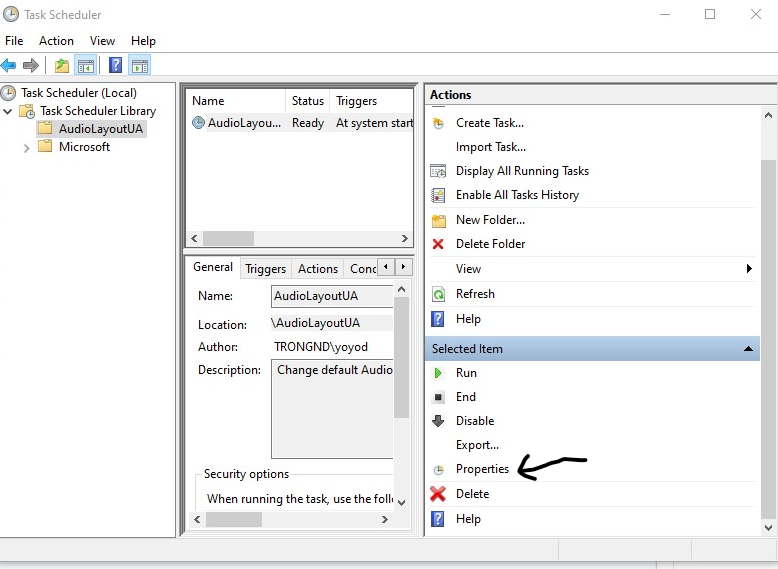 Task Scheduler
File Action View Help
Task Scheduler (Local)
Task Scheduler Library
AudioLayoutUA
Microsoft
Name Status Triggers
AudioLayou... Ready At system start
General Triggers Actions Conc
Name: AudioLayoutUA
Location: \AudioLayoutUA
Author: TRONGND\yoyod
Description: Change default Audio
Security options
When running the task, use the follo
Actions
Create Task...
Import Task...
Display All Running Tasks
Enable All Tasks History
New Folder...
Delete Folder
View
Refresh
Help
Selected Item
Run
End
Disable
Export...
Properties
Delete
Help